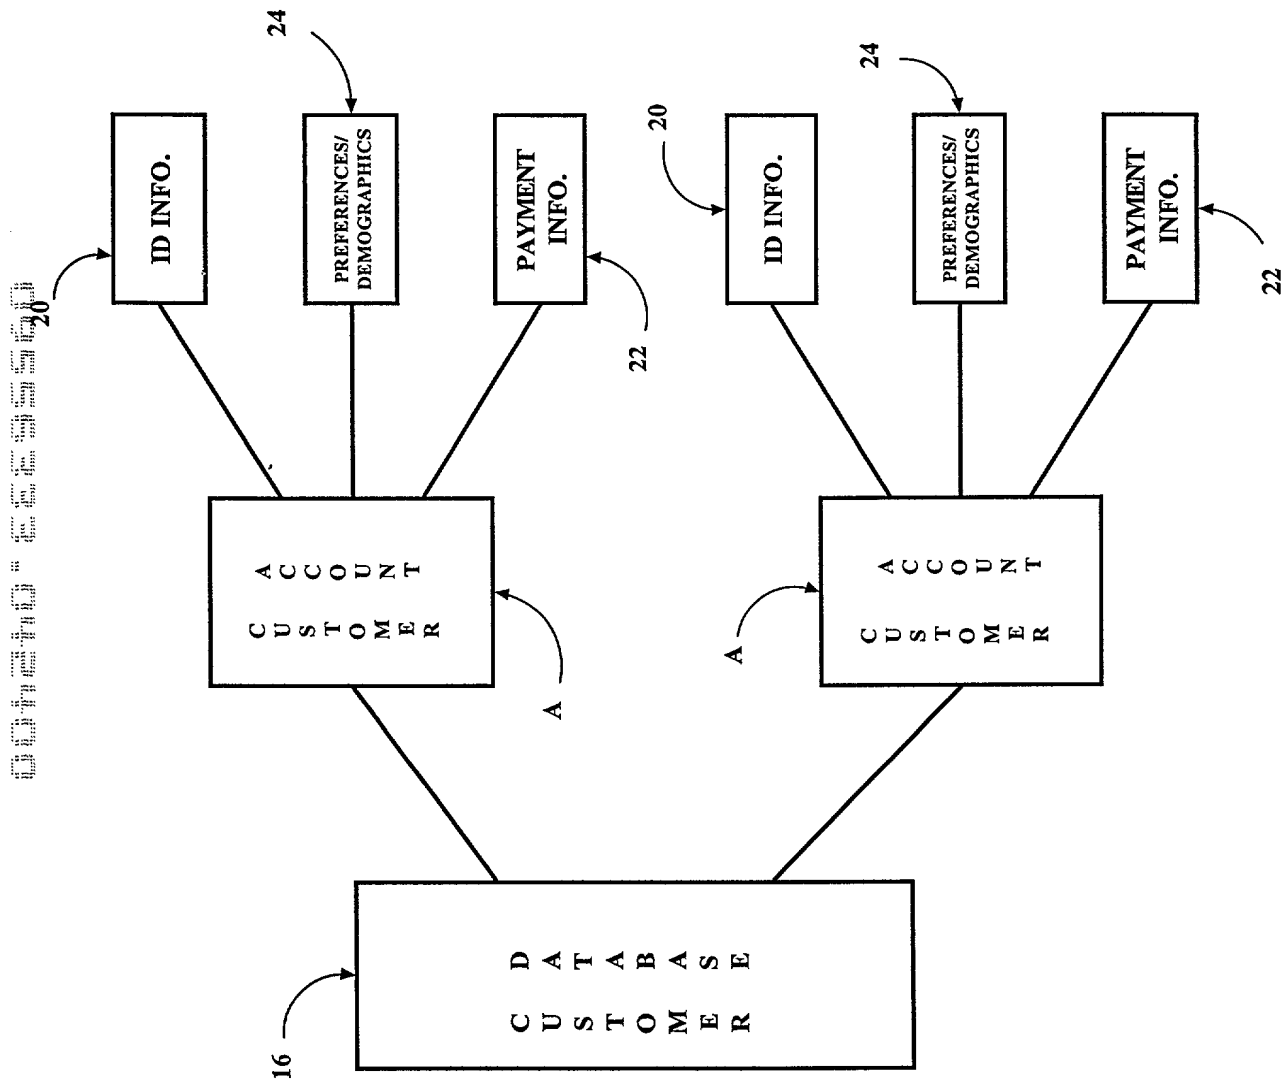 16
CUSTOMER
DATABASE
A
CUSTOMER
ACCOUNT
20
ID INFO.
24
PREFERENCES/
DEMOGRAPHICS
22
PAYMENT
INFO.
A
CUSTOMER
ACCOUNT
20
ID INFO.
24
PREFERENCES/
DEMOGRAPHICS
22
PAYMENT
INFO.